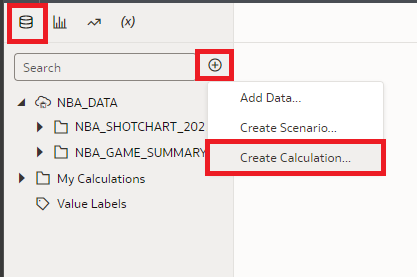 (x)
Search
NBA_DATA
Add Data...
NBA_SHOTCHART_202
Create Scenario...
NBA_GAME_SUMMARY
Create Calculation...
My Calculations
Value Labels